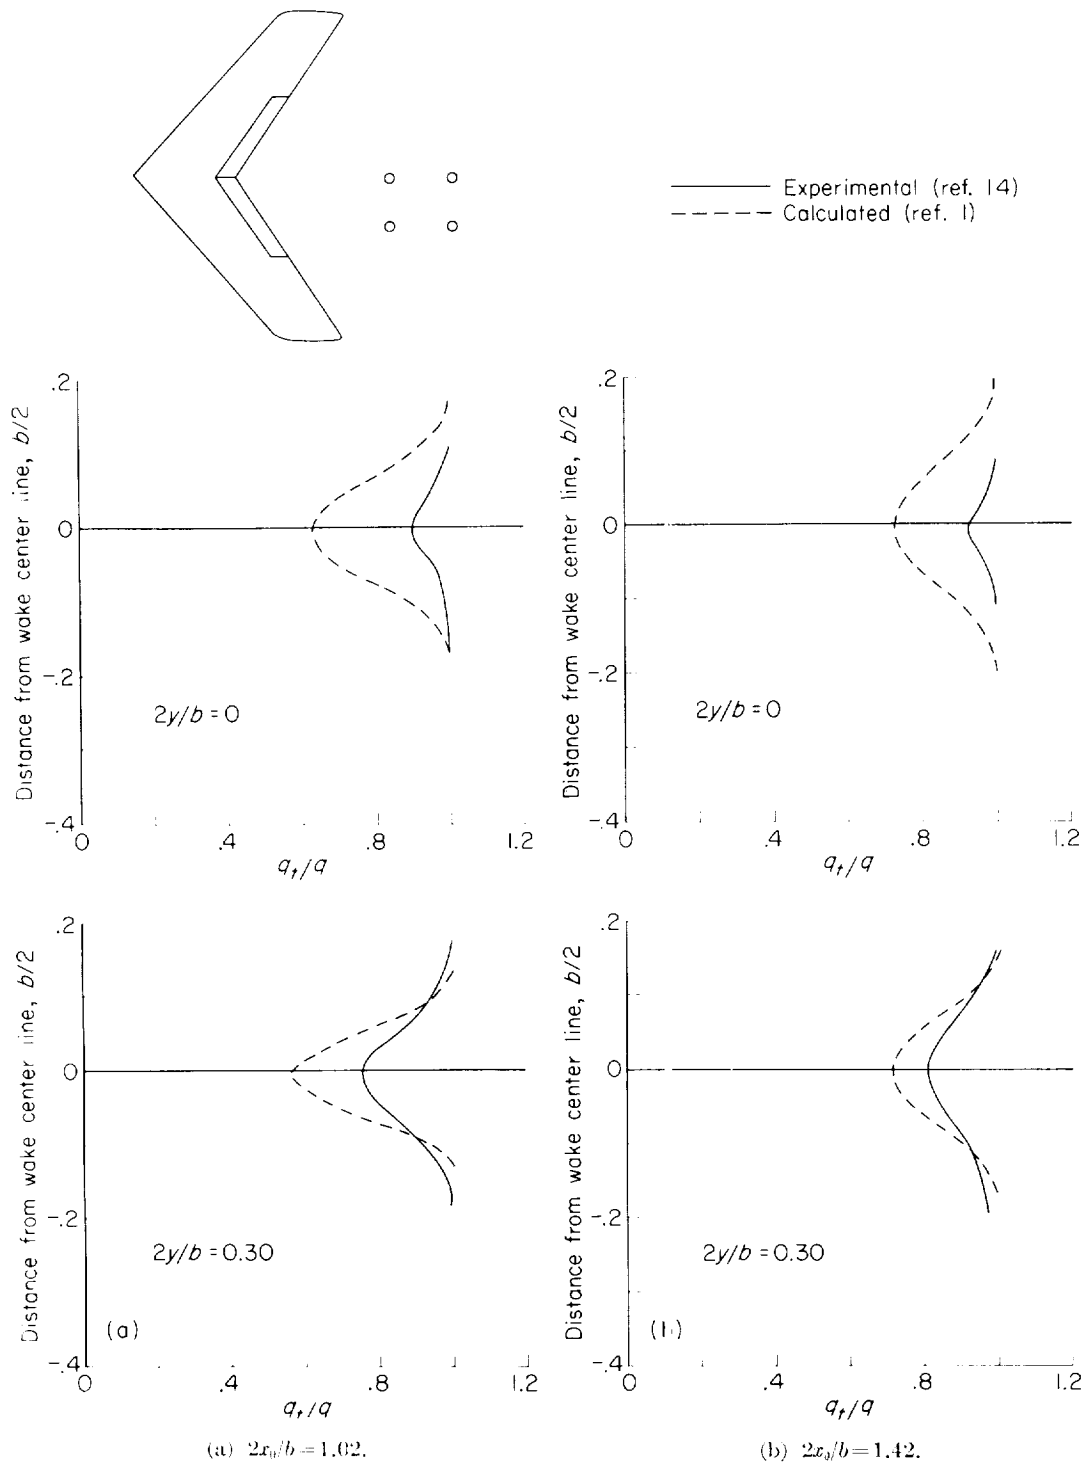 Experimental (ref. 14)
Calculated (ref. 1)
Distance from wake center line, b/2
.2
0
-.2
-.4
2y/b = 0
0
.4
.8
1.2
q_t/q
Distance from wake center line, b/2
.2
0
-.2
-.4
2y/b = 0
0
.4
.8
1.2
q_t/q
Distance from wake center line, b/2
.2
0
-.2
-.4
2y/b = 0.30
(a)
0
.4
.8
1.2
q_t/q
Distance from wake center line, b/2
.2
0
-.2
-.4
2y/b = 0.30
(b)
0
.4
.8
1.2
q_t/q
(a) 2x₀/b = 1.02.
(b) 2x₀/b = 1.42.